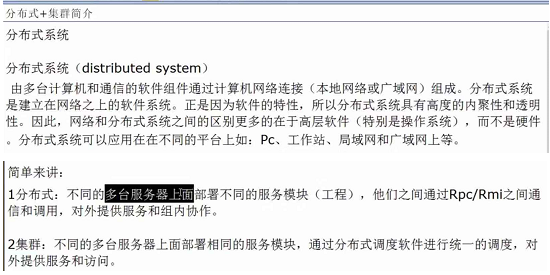 分布式+集群简介
分布式系统
分布式系统（distributed system）
由多台计算机和通信的软件组件通过计算机网络连接（本地网络或广域网）组成。分布式系统
是建立在网络之上的软件系统。正是因为软件的特性，所以分布式系统具有高度的内聚性和透明
性。因此，网络和分布式系统之间的区别更多的在于高层软件（特别是操作系统），而不是硬件
。分布式系统可以应用在在不同的平台上如：Pc、工作站、局域网和广域网上等。
简单来讲：
1分布式：不同的多台服务器上面部署不同的服务模块（工程），他们之间通过Rpc/Rmi之间通
信和调用，对外提供服务和组内协作。
2集群：不同的多台服务器上面部署相同的服务模块，通过分布式调度软件进行统一的调度，对
外提供服务和访问。